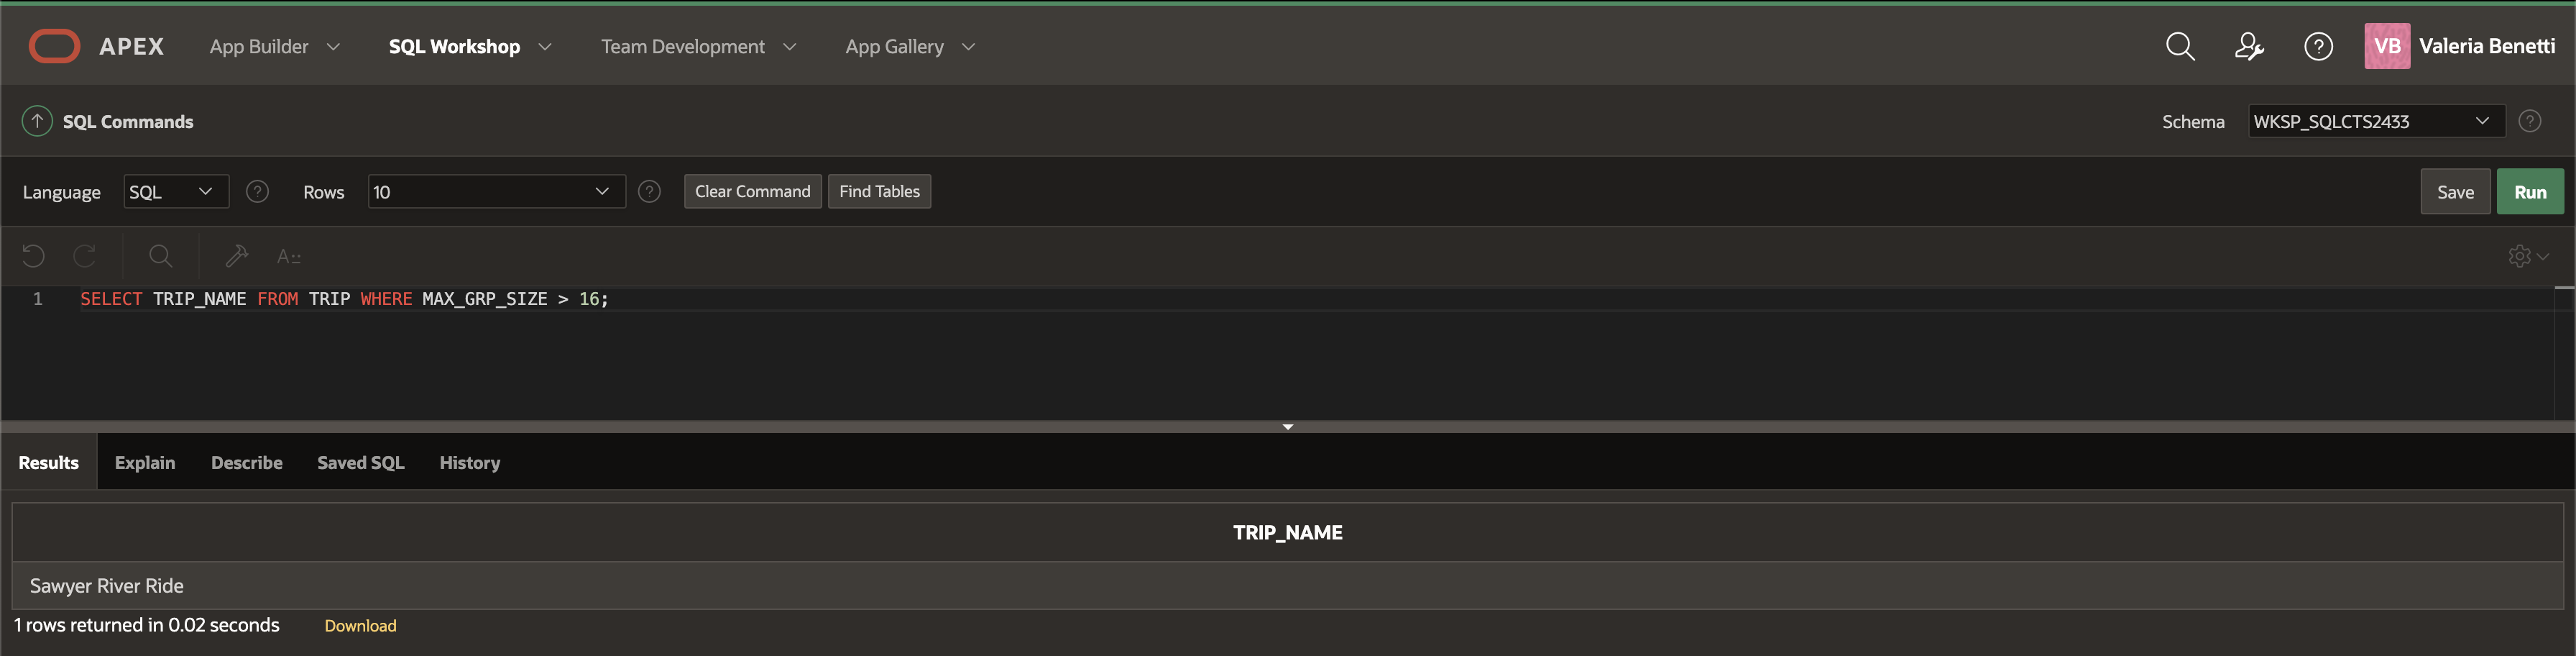 APEX App Builder SQL Workshop Team Development App Gallery ? VB Valeria Benetti
SQL Commands Schema WKSP_SQLCTS2433 ?
Language SQL ? Rows 10 ? Clear Command Find Tables Save Run
A::
1 SELECT TRIP_NAME FROM TRIP WHERE MAX_GRP_SIZE > 16;
Results Explain Describe Saved SQL History
TRIP_NAME
Sawyer River Ride
1 rows returned in 0.02 seconds Download